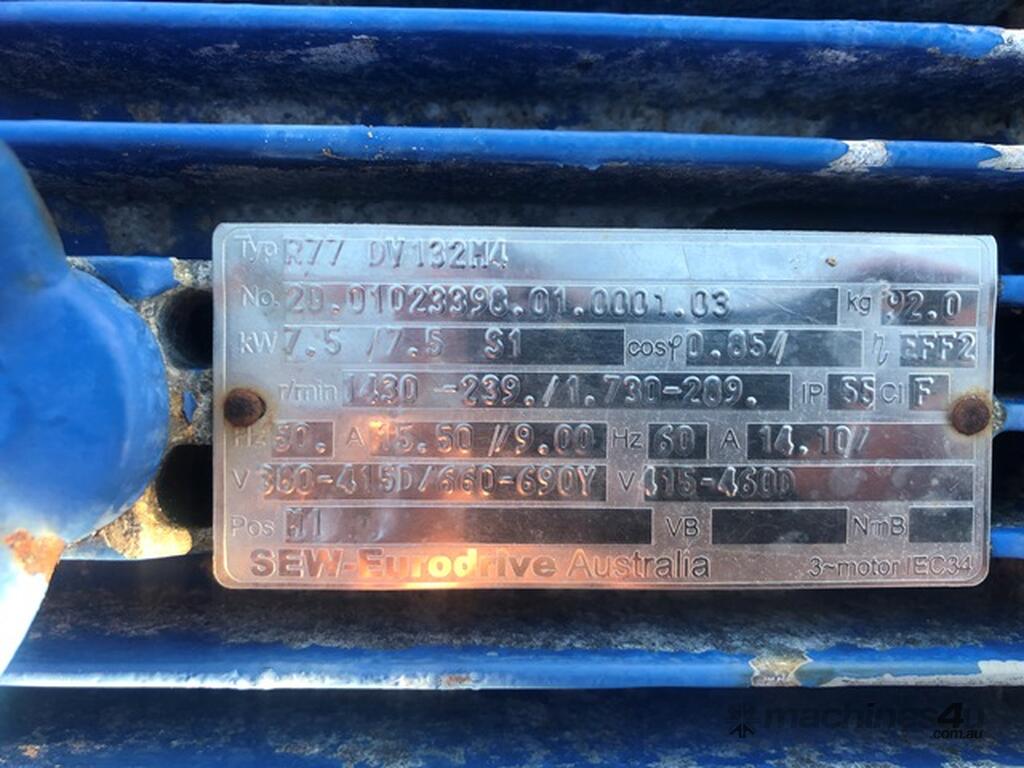 Typ R77 DV132M4
No. 20.01023398.01.0001.03 kg 92.0
kW 7.5 /7.5 S1 cosφ 0.85/ η EFF2
r/min 1430 -239./1.730-289. IP 55 Cl F
Hz 50. A 15.50 /9.00 Hz 60 A 14.10/
V 380-415D/660-690Y V 415-460D
Pos M1 VB NmB
SEW-Eurodrive Australia 3~motor IEC34
machines4u
.com.au